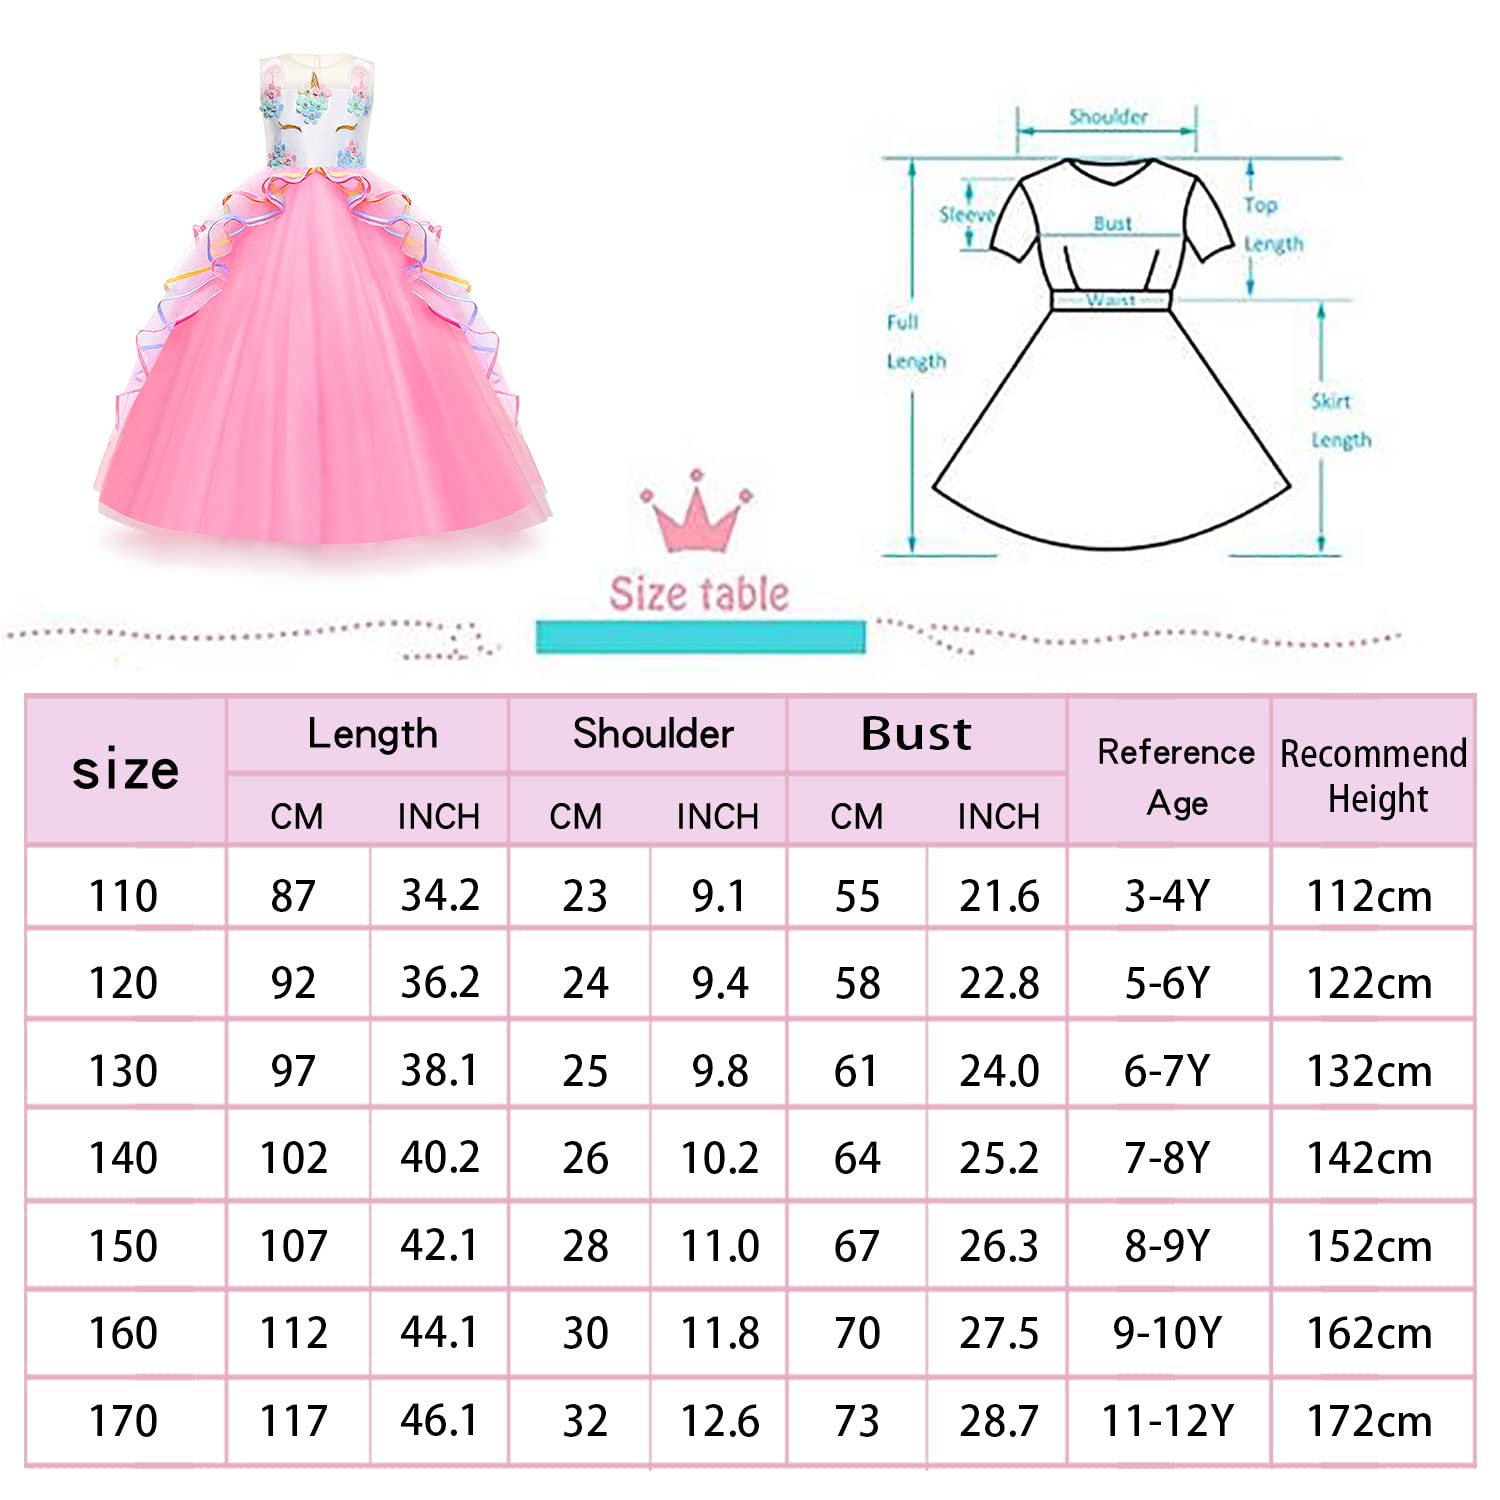 Shoulder
Sleeve
Bust
Top
Length
Waist
Full
Length
Skirt
Length
Size table
size Length Shoulder Bust Reference Age Recommend Height
CM INCH CM INCH CM INCH
110 87 34.2 23 9.1 55 21.6 3-4Y 112cm
120 92 36.2 24 9.4 58 22.8 5-6Y 122cm
130 97 38.1 25 9.8 61 24.0 6-7Y 132cm
140 102 40.2 26 10.2 64 25.2 7-8Y 142cm
150 107 42.1 28 11.0 67 26.3 8-9Y 152cm
160 112 44.1 30 11.8 70 27.5 9-10Y 162cm
170 117 46.1 32 12.6 73 28.7 11-12Y 172cm